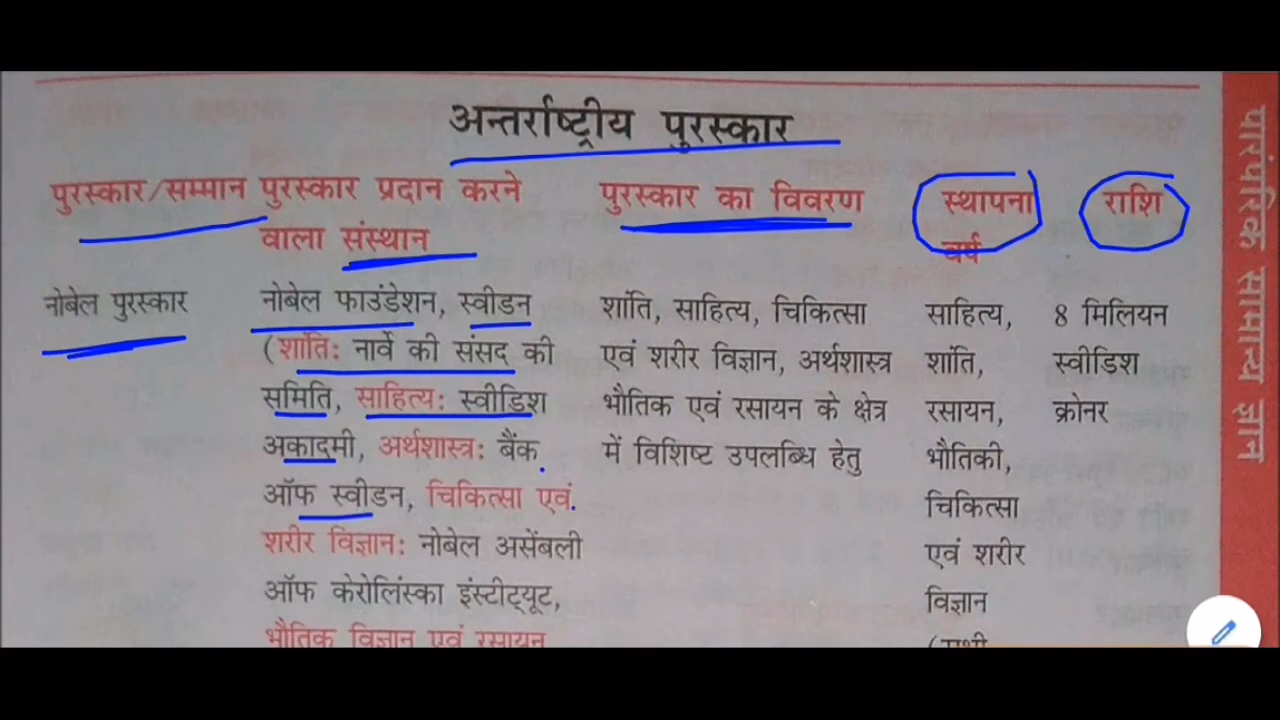 अन्तर्राष्ट्रीय पुरस्कार
पुरस्कार/सम्मान पुरस्कार प्रदान करने पुरस्कार का विवरण स्थापना राशि
वाला संस्थान वर्ष
नोबेल पुरस्कार नोबेल फाउंडेशन, स्वीडन शांति, साहित्य, चिकित्सा साहित्य, 8 मिलियन
(शांति: नार्वे की संसद की एवं शरीर विज्ञान, अर्थशास्त्र शांति, स्वीडिश
समिति, साहित्य: स्वीडिश भौतिक एवं रसायन के क्षेत्र रसायन, क्रोनर
अकादमी, अर्थशास्त्र: बैंक में विशिष्ट उपलब्धि हेतु भौतिकी,
ऑफ स्वीडन, चिकित्सा एवं चिकित्सा
शरीर विज्ञान: नोबेल असेंबली एवं शरीर
ऑफ केरोलिंस्का इंस्टीट्यूट, विज्ञान
भौतिक विज्ञान एवं रसायन (सभी
पारंपरिक सामान्य ज्ञान